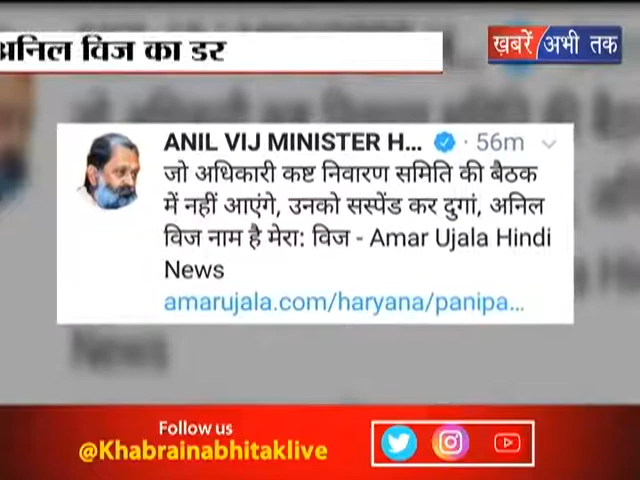 अनिल विज का डर
ख़बरें अभी तक
ANIL VIJ MINISTER H... · 56m
जो अधिकारी कष्ट निवारण समिति की बैठक
में नहीं आएंगे, उनको सस्पेंड कर दुगां, अनिल
विज नाम है मेरा: विज - Amar Ujala Hindi
News
amarujala.com/haryana/panipa...
Follow us
@Khabrainabhitaklive